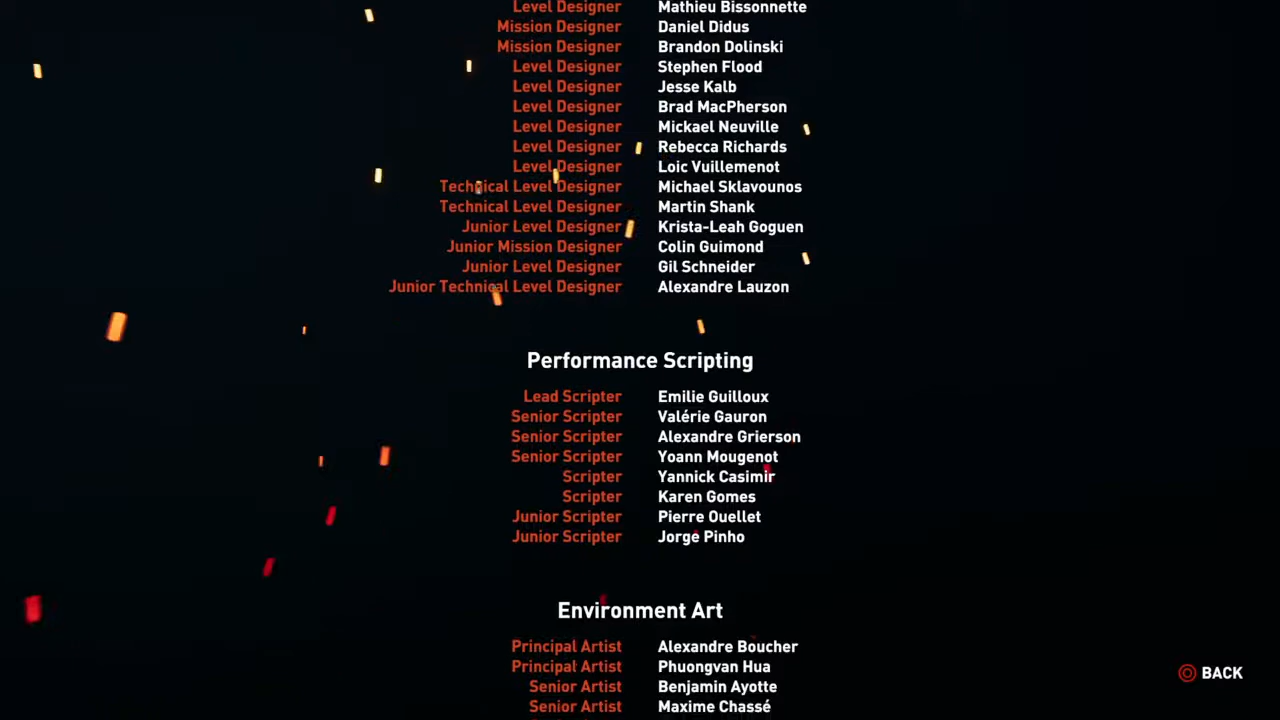 Level Designer Mathieu Bissonnette
Mission Designer Daniel Didus
Mission Designer Brandon Dolinski
Level Designer Stephen Flood
Level Designer Jesse Kalb
Level Designer Brad MacPherson
Level Designer Mickael Neuville
Level Designer Rebecca Richards
Level Designer Loic Vuillemenot
Technical Level Designer Michael Sklavounos
Technical Level Designer Martin Shank
Junior Level Designer Krista-Leah Goguen
Junior Mission Designer Colin Guimond
Junior Level Designer Gil Schneider
Junior Technical Level Designer Alexandre Lauzon
Performance Scripting
Lead Scripter Emilie Guilloux
Senior Scripter Valérie Gauron
Senior Scripter Alexandre Grierson
Senior Scripter Yoann Mougenot
Scripter Yannick Casimir
Scripter Karen Gomes
Junior Scripter Pierre Ouellet
Junior Scripter Jorge Pinho
Environment Art
Principal Artist Alexandre Boucher
Principal Artist Phuongvan Hua
Senior Artist Benjamin Ayotte
Senior Artist Maxime Chassé
BACK